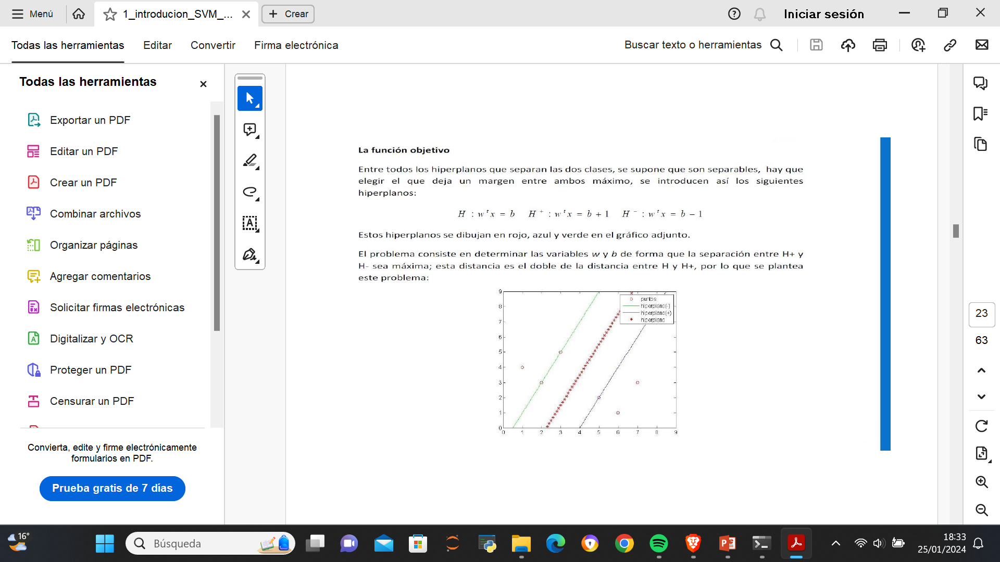 Menú
1_introducion_SVM_...
Crear
Iniciar sesión
Todas las herramientas
Editar
Convertir
Firma electrónica
Buscar texto o herramientas
Todas las herramientas
Exportar un PDF
Editar un PDF
Crear un PDF
Combinar archivos
Organizar páginas
Agregar comentarios
Solicitar firmas electrónicas
Digitalizar y OCR
Proteger un PDF
Censurar un PDF
Convierta, edite y firme electrónicamente
formularios en PDF.
Prueba gratis de 7 días
La función objetivo
Entre todos los hiperplanos que separan las dos clases, se supone que son separables, hay que
elegir el que deja un margen entre ambos máximo, se introducen así los siguientes
hiperplanos:
H : wᵗx = b   H⁺ : wᵗx = b + 1   H⁻ : wᵗx = b − 1
Estos hiperplanos se dibujan en rojo, azul y verde en el gráfico adjunto.
El problema consiste en determinar las variables w y b de forma que la separación entre H+ y
H- sea máxima; esta distancia es el doble de la distancia entre H y H+, por lo que se plantea
este problema:
puntos
hiperplano(-)
hiperplano(+)
hiperplano
9
8
7
6
5
4
3
2
1
0
0 1 2 3 4 5 6 7 8 9
23
63
16°
Búsqueda
18:33
25/01/2024